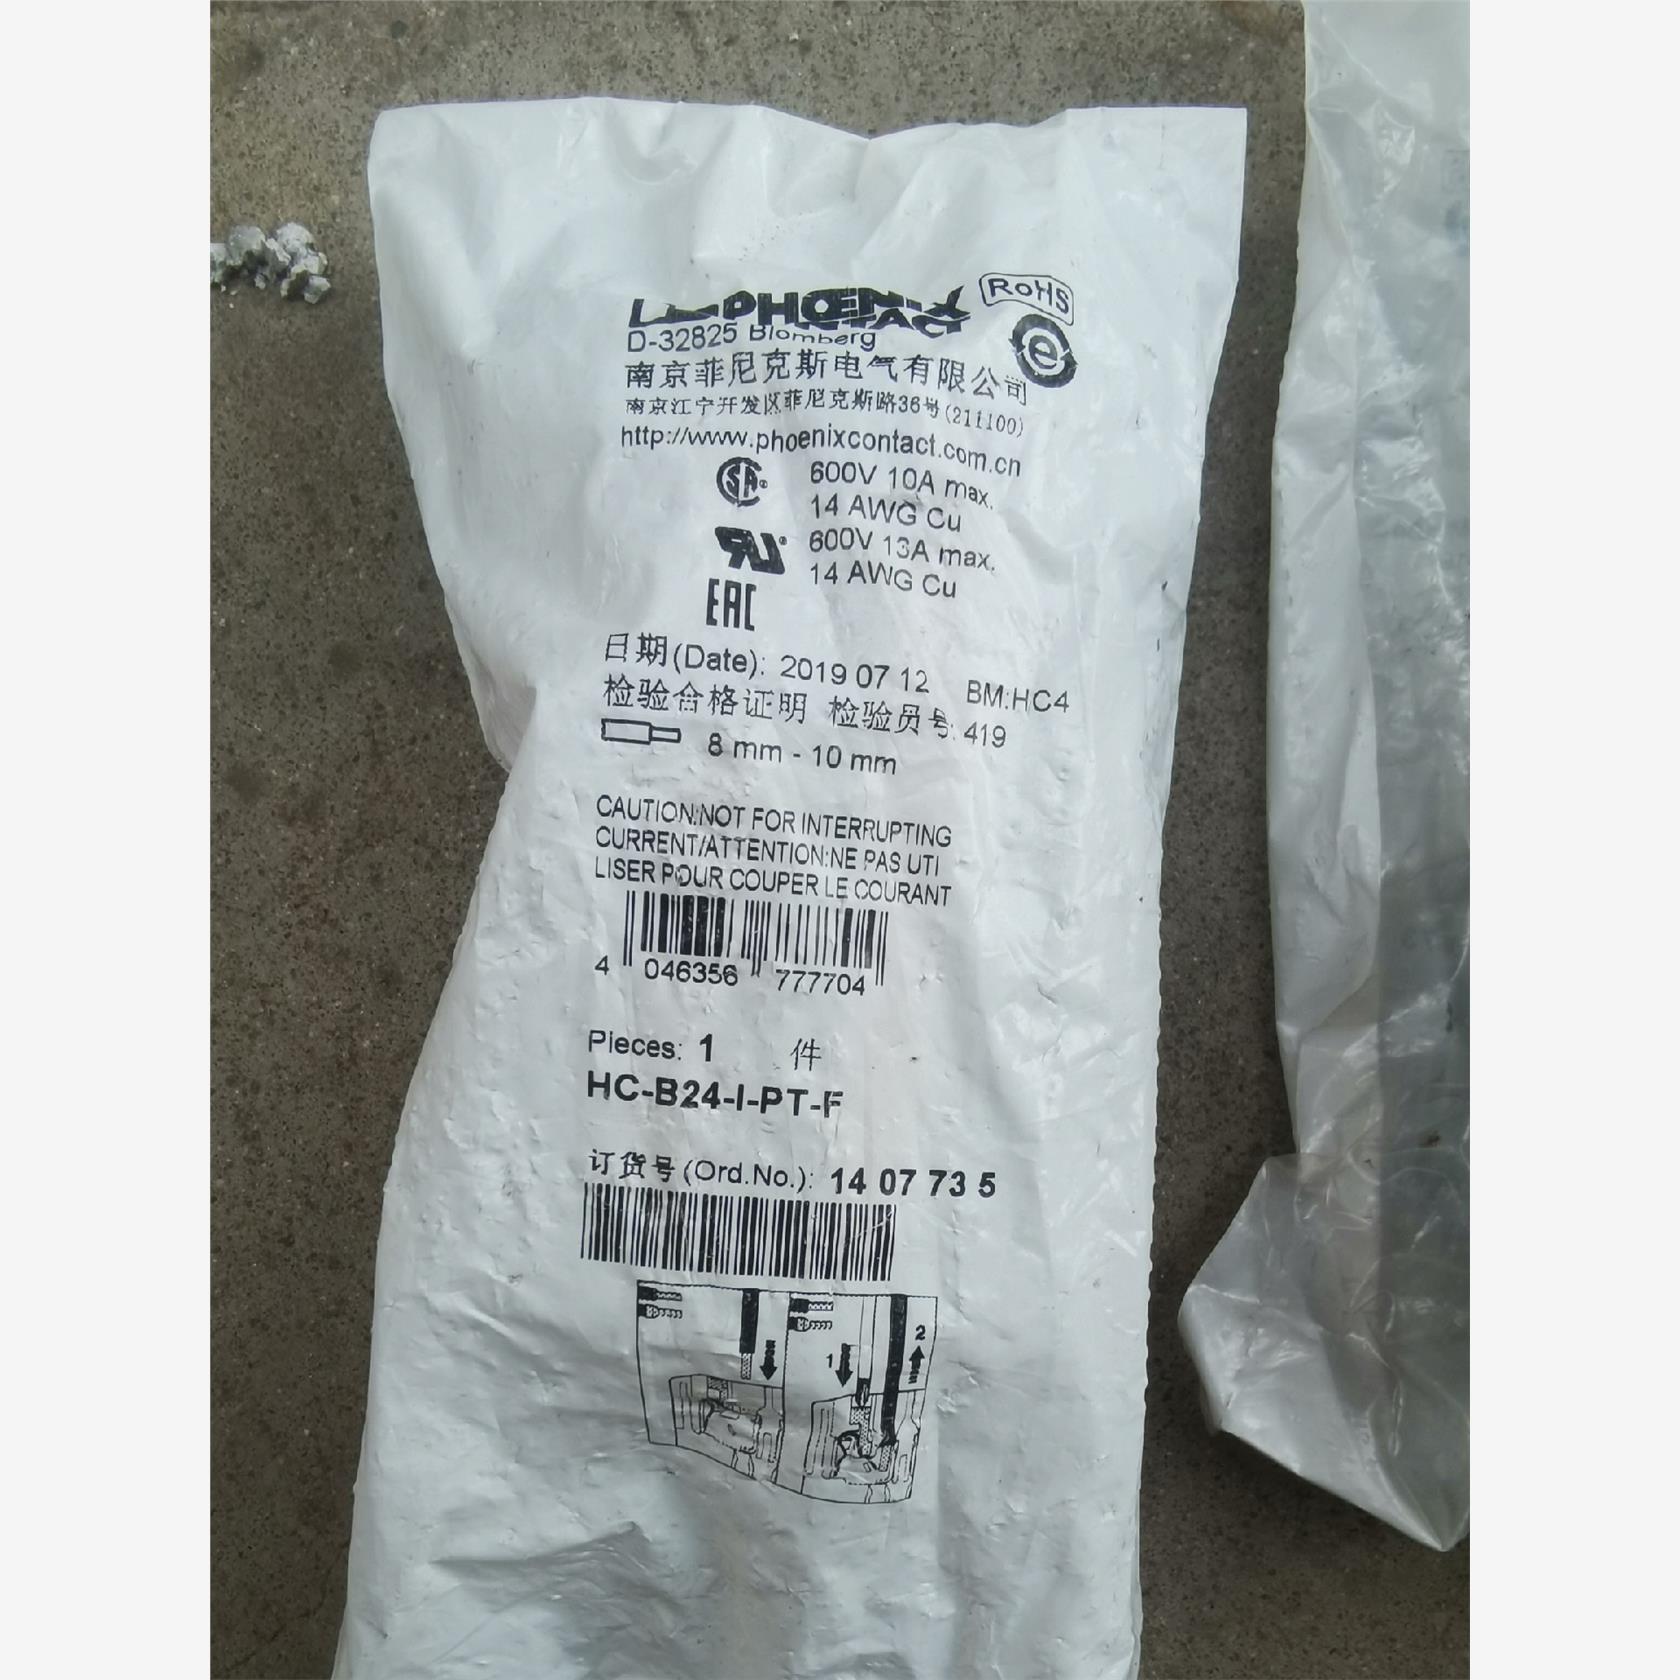 PHOENIX
CONTACT
RoHS
e
D-32825 Blomberg
南京菲尼克斯电气有限公司
南京江宁开发区菲尼克斯路36号(211100)
http://www.phoenixcontact.com.cn
SA 600V 10A max.
14 AWG Cu
RU 600V 13A max.
14 AWG Cu
EAC
日期(Date): 2019 07 12 BM:HC4
检验合格证明 检验员号: 419
8 mm - 10 mm
CAUTION:NOT FOR INTERRUPTING
CURRENT/ATTENTION:NE PAS UTI
LISER POUR COUPER LE COURANT
4 046356 777704
Pieces: 1 件
HC-B24-I-PT-F
订货号(Ord.No.): 14 07 73 5
1 2